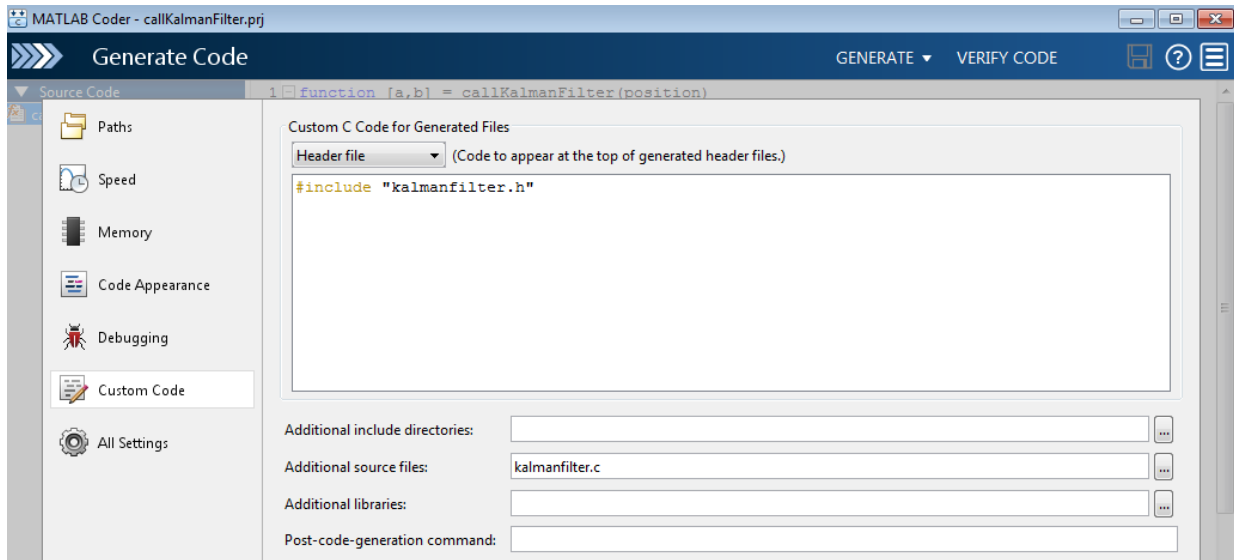 MATLAB Coder - callKalmanFilter.prj
Generate Code
GENERATE
VERIFY CODE
Source Code
1 function [a,b] = callKalmanFilter(position)
Paths
Speed
Memory
Code Appearance
Debugging
Custom Code
All Settings
Custom C Code for Generated Files
Header file (Code to appear at the top of generated header files.)
#include "kalmanfilter.h"
Additional include directories:
...
Additional source files: kalmanfilter.c
...
Additional libraries:
...
Post-code-generation command: